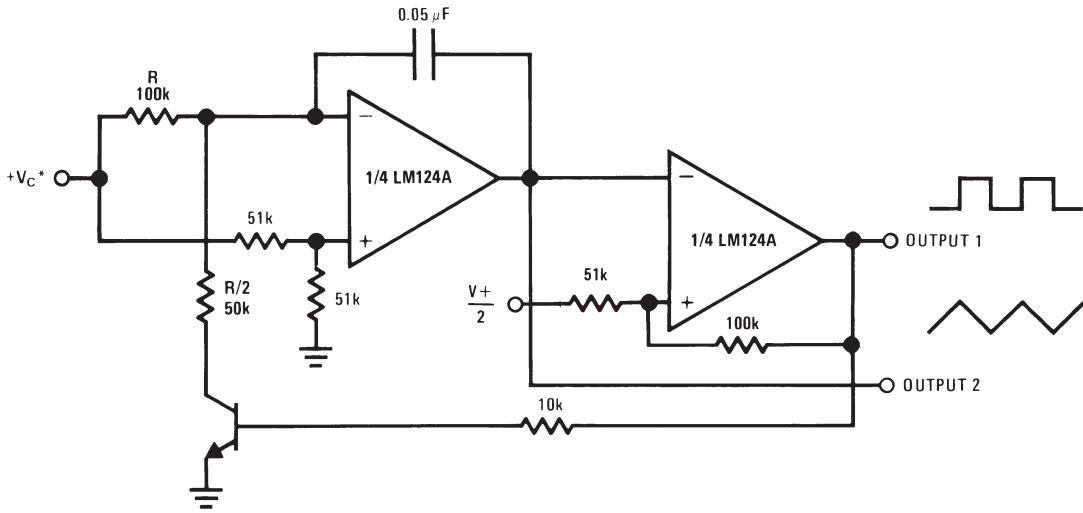 0.05 μF
R
100k
+VC*
−
1/4 LM124A
+
51k
51k
R/2
50k
−
1/4 LM124A
+
OUTPUT 1
51k
V+
2
100k
OUTPUT 2
10k